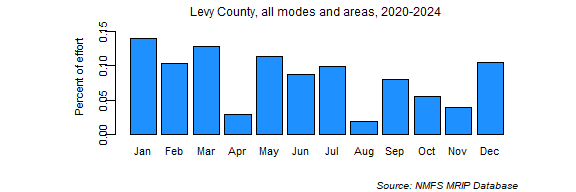 Levy County, all modes and areas, 2020-2024
Percent of effort
0.15
0.10
0.05
0.00
Jan Feb Mar Apr May Jun Jul Aug Sep Oct Nov Dec
Source: NMFS MRIP Database